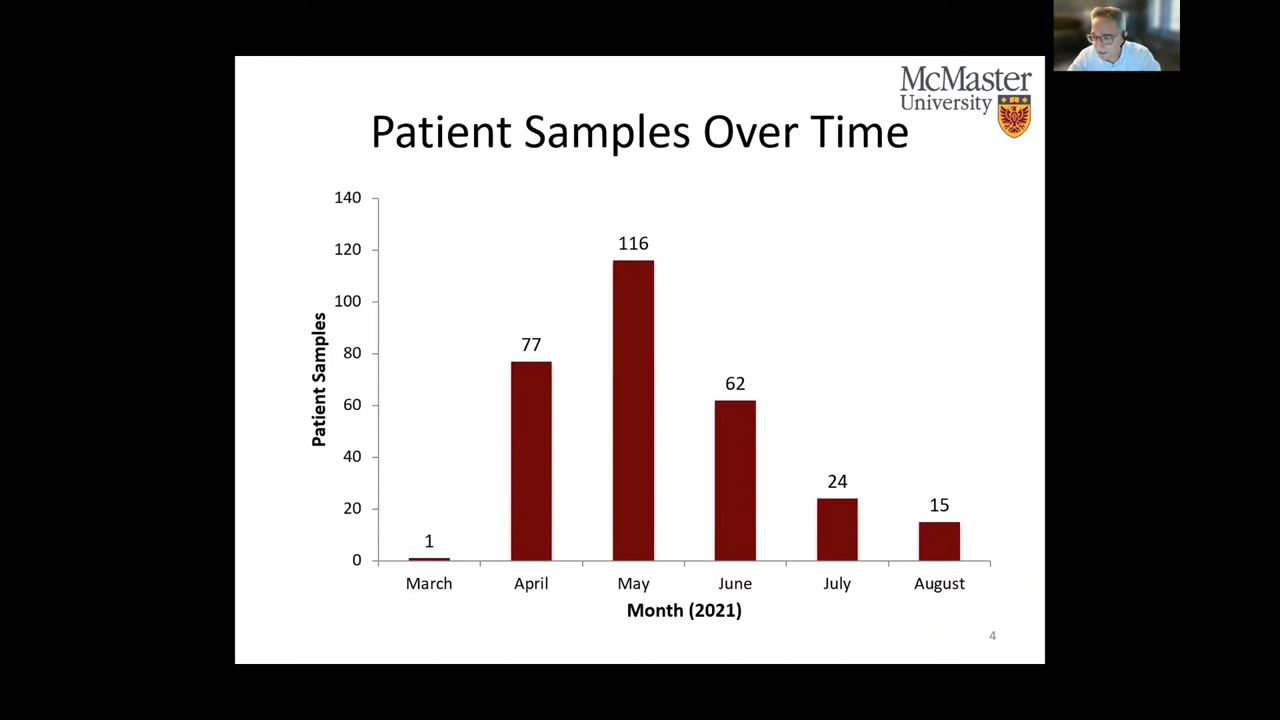 McMaster
University
Patient Samples Over Time
140
120
100
80
60
40
20
0
Patient Samples
1
77
116
62
24
15
March April May June July August
Month (2021)
4